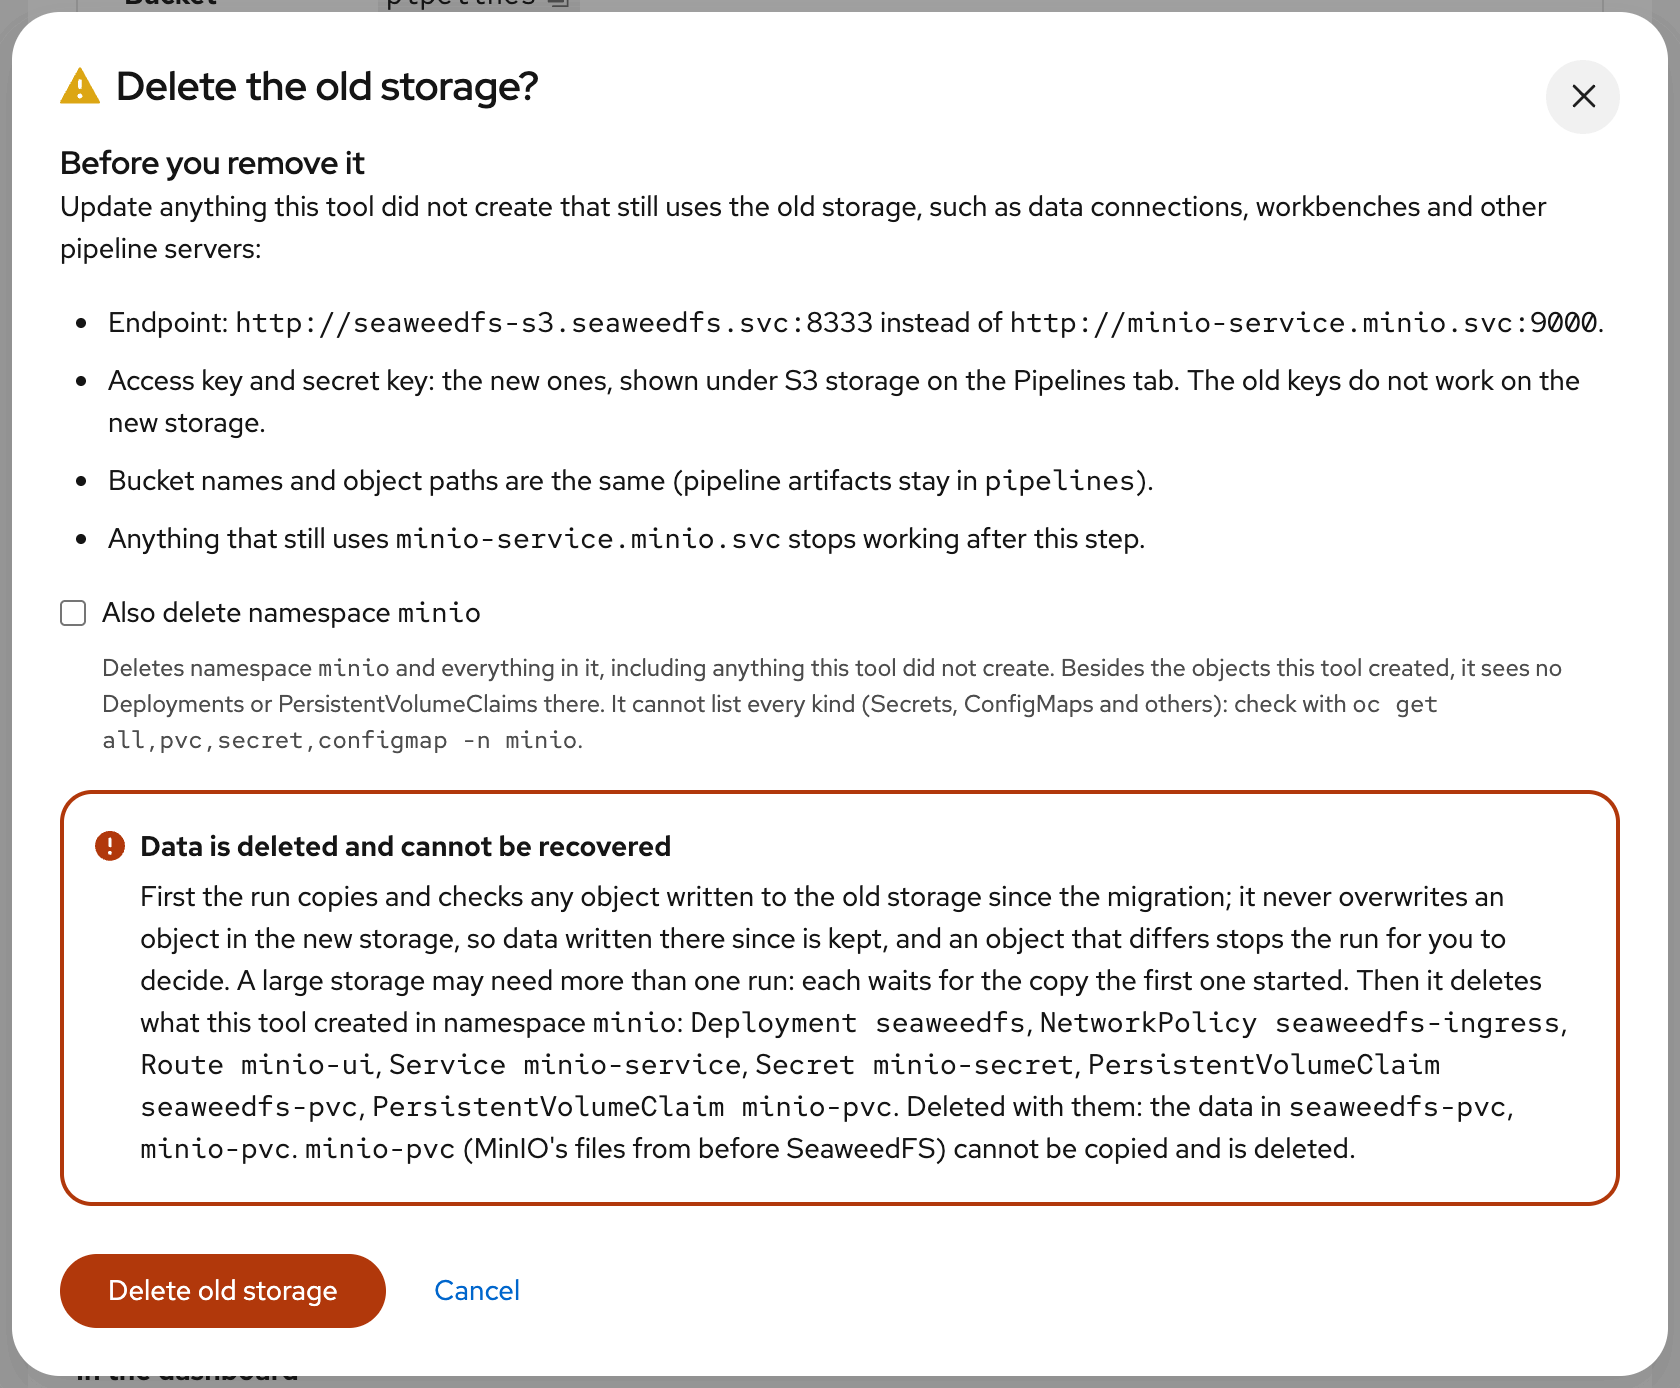 Bucket pipelines
Delete the old storage?
Before you remove it
Update anything this tool did not create that still uses the old storage, such as data connections, workbenches and other
pipeline servers:
• Endpoint: http://seaweedfs-s3.seaweedfs.svc:8333 instead of http://minio-service.minio.svc:9000.
• Access key and secret key: the new ones, shown under S3 storage on the Pipelines tab. The old keys do not work on the
new storage.
• Bucket names and object paths are the same (pipeline artifacts stay in pipelines).
• Anything that still uses minio-service.minio.svc stops working after this step.
Also delete namespace minio
Deletes namespace minio and everything in it, including anything this tool did not create. Besides the objects this tool created, it sees no
Deployments or PersistentVolumeClaims there. It cannot list every kind (Secrets, ConfigMaps and others): check with oc get
all,pvc,secret,configmap -n minio.
Data is deleted and cannot be recovered
First the run copies and checks any object written to the old storage since the migration; it never overwrites an
object in the new storage, so data written there since is kept, and an object that differs stops the run for you to
decide. A large storage may need more than one run: each waits for the copy the first one started. Then it deletes
what this tool created in namespace minio: Deployment seaweedfs, NetworkPolicy seaweedfs-ingress,
Route minio-ui, Service minio-service, Secret minio-secret, PersistentVolumeClaim
seaweedfs-pvc, PersistentVolumeClaim minio-pvc. Deleted with them: the data in seaweedfs-pvc,
minio-pvc. minio-pvc (MinIO's files from before SeaweedFS) cannot be copied and is deleted.
Delete old storage Cancel
In the dashboard